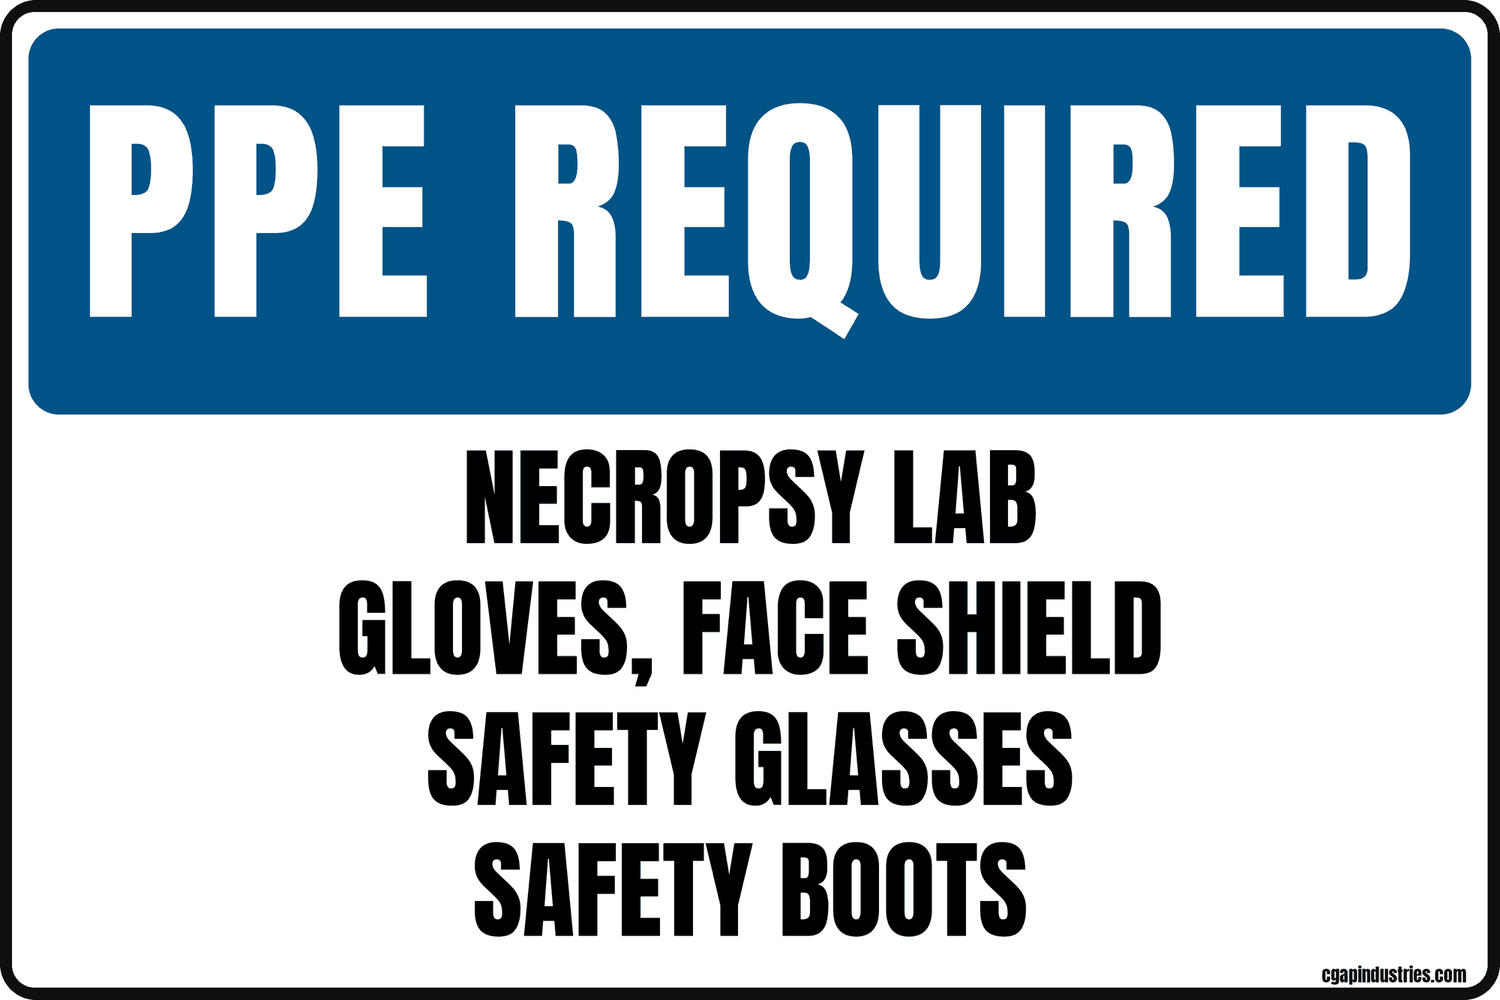 PPE REQUIRED
NECROPSY LAB
GLOVES, FACE SHIELD
SAFETY GLASSES
SAFETY BOOTS
cgapindustries.com